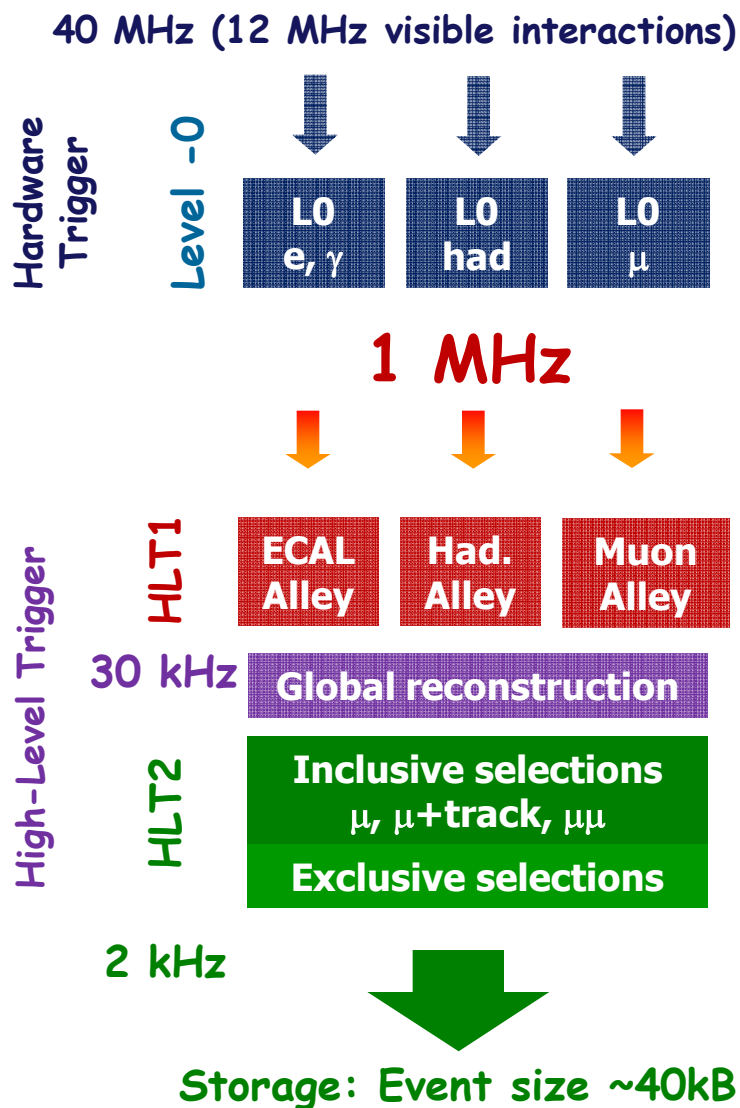 40 MHz (12 MHz visible interactions)
Hardware
Trigger
Level -0
L0
e, γ
L0
had
L0
μ
1 MHz
High-Level Trigger
HLT1
ECAL
Alley
Had.
Alley
Muon
Alley
30 kHz
Global reconstruction
HLT2
Inclusive selections
μ, μ+track, μμ
Exclusive selections
2 kHz
Storage: Event size ~40kB